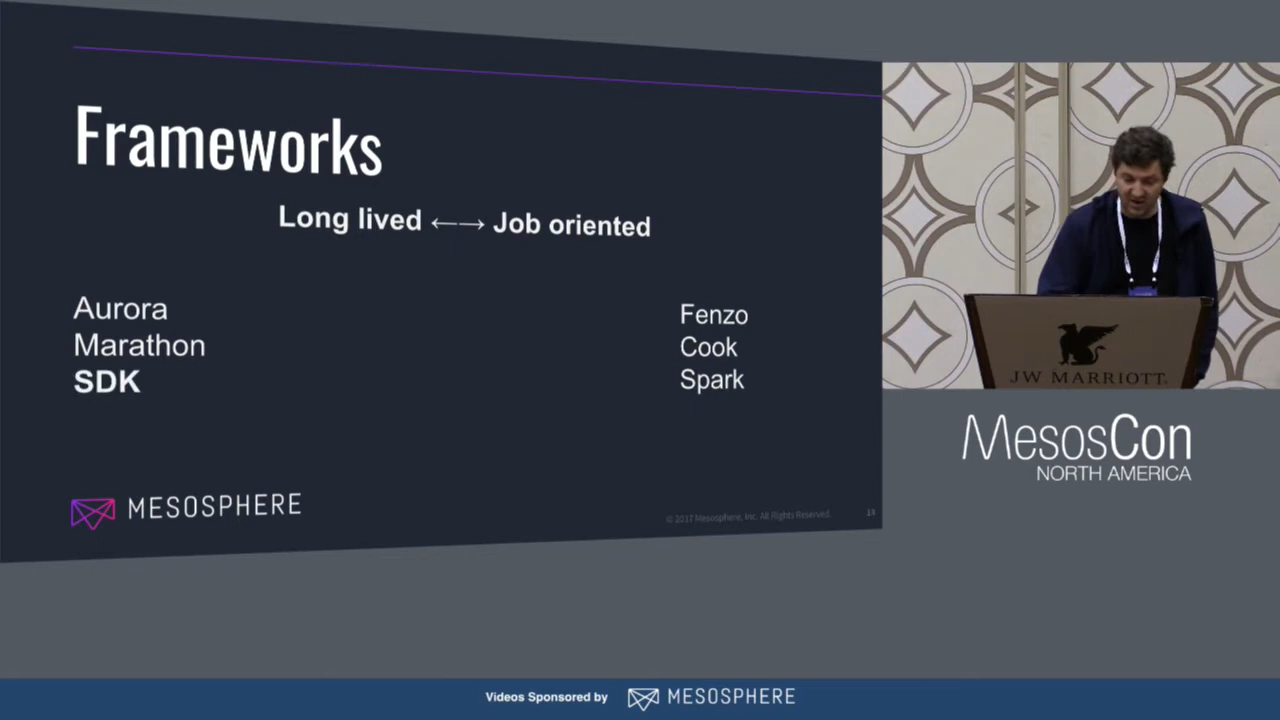 Frameworks
Long lived ←→ Job oriented
Aurora
Marathon
SDK
Fenzo
Cook
Spark
MESOSPHERE
© 2017 Mesosphere, Inc. All Rights Reserved.
19
JW MARRIOTT
MesosCon
NORTH AMERICA
Videos Sponsored by MESOSPHERE